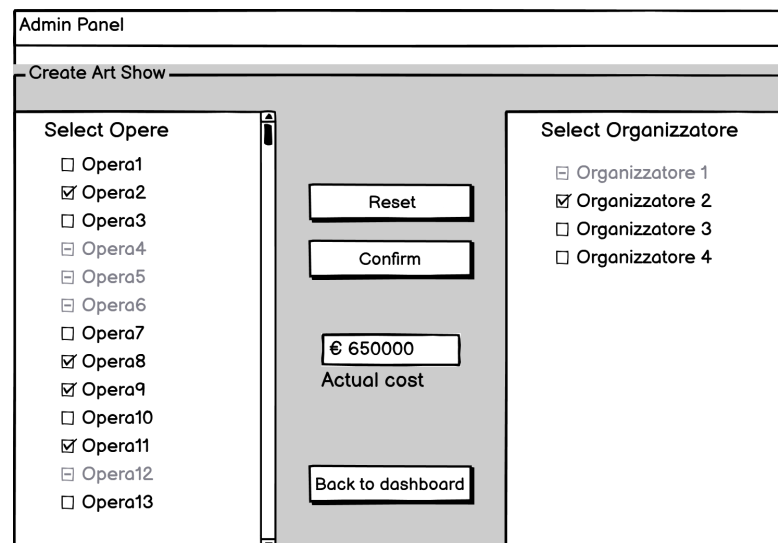 Admin Panel
Create Art Show
Select Opere
Opera1
Opera2
Opera3
Opera4
Opera5
Opera6
Opera7
Opera8
Opera9
Opera10
Opera11
Opera12
Opera13
Reset
Confirm
€ 650000
Actual cost
Back to dashboard
Select Organizzatore
Organizzatore 1
Organizzatore 2
Organizzatore 3
Organizzatore 4